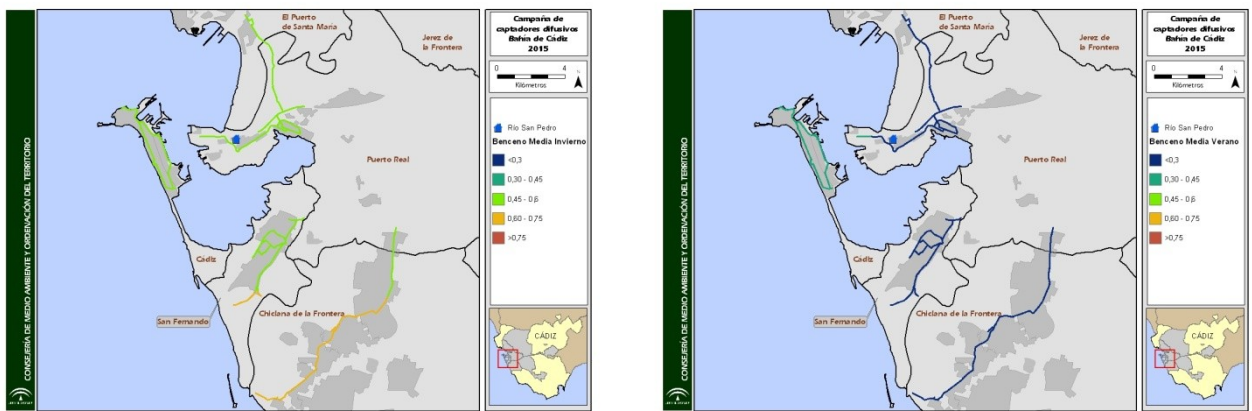 CONSEJERÍA DE MEDIO AMBIENTE Y ORDENACIÓN DEL TERRITORIO
El Puerto
de Santa María
Jerez de
la Frontera
Puerto Real
Cádiz
San Fernando
Chiclana de la Frontera
Campaña de
captadores difusivos
Bahía de Cádiz
2015
0 4
Kilómetros
N
Río San Pedro
Benceno Media Invierno
<0,3
0,30 - 0,45
0,45 - 0,6
0,60 - 0,75
>0,75
CÁDIZ
CONSEJERÍA DE MEDIO AMBIENTE Y ORDENACIÓN DEL TERRITORIO
El Puerto
de Santa María
Jerez de
la Frontera
Puerto Real
Cádiz
San Fernando
Chiclana de la Frontera
Campaña de
captadores difusivos
Bahía de Cádiz
2015
0 4
Kilómetros
N
Río San Pedro
Benceno Media Verano
<0,3
0,30 - 0,45
0,45 - 0,6
0,60 - 0,75
>0,75
CÁDIZ